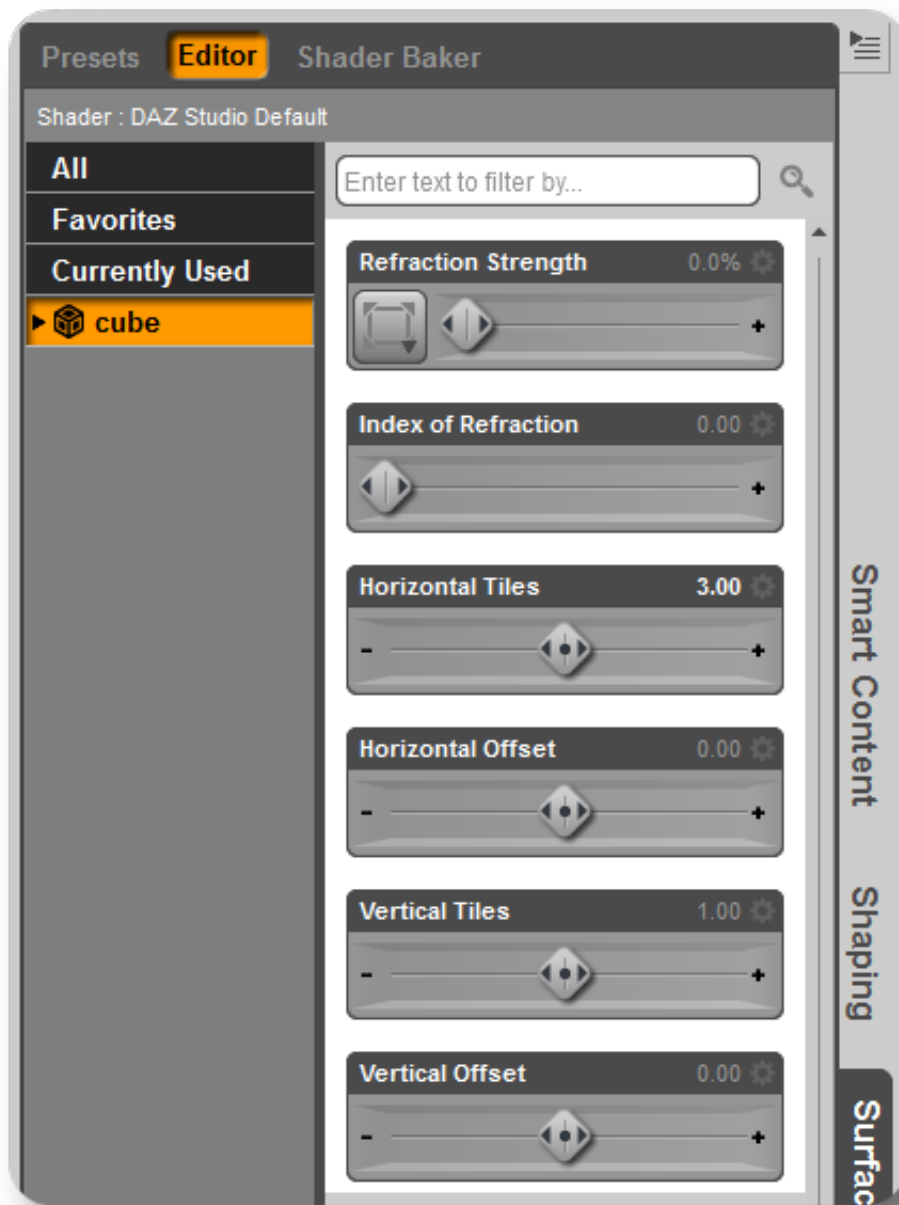 Presets Editor Shader Baker
Shader : DAZ Studio Default
All
Favorites
Currently Used
cube
Enter text to filter by...
Refraction Strength 0.0%
+
Index of Refraction 0.00
+
Horizontal Tiles 3.00
- +
Horizontal Offset 0.00
- +
Vertical Tiles 1.00
- +
Vertical Offset 0.00
- +
Smart Content
Shaping
Surfac